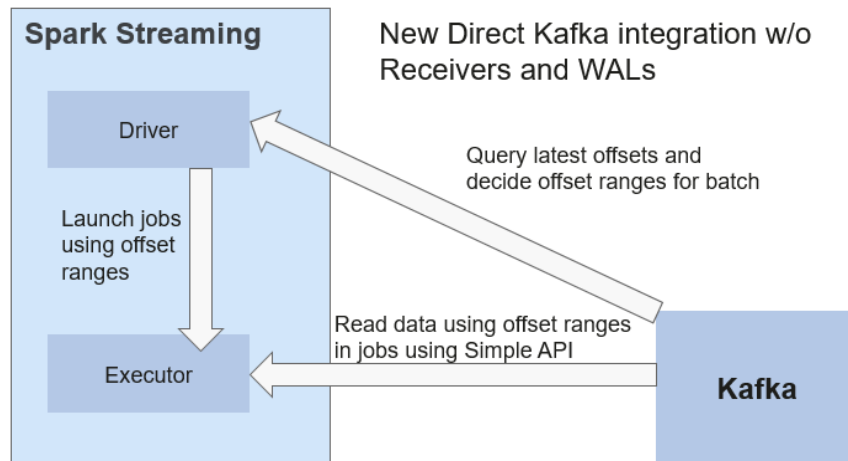 Spark Streaming
New Direct Kafka integration w/o
Receivers and WALs
Driver
Query latest offsets and
decide offset ranges for batch
Launch jobs
using offset
ranges
Read data using offset ranges
in jobs using Simple API
Executor
Kafka